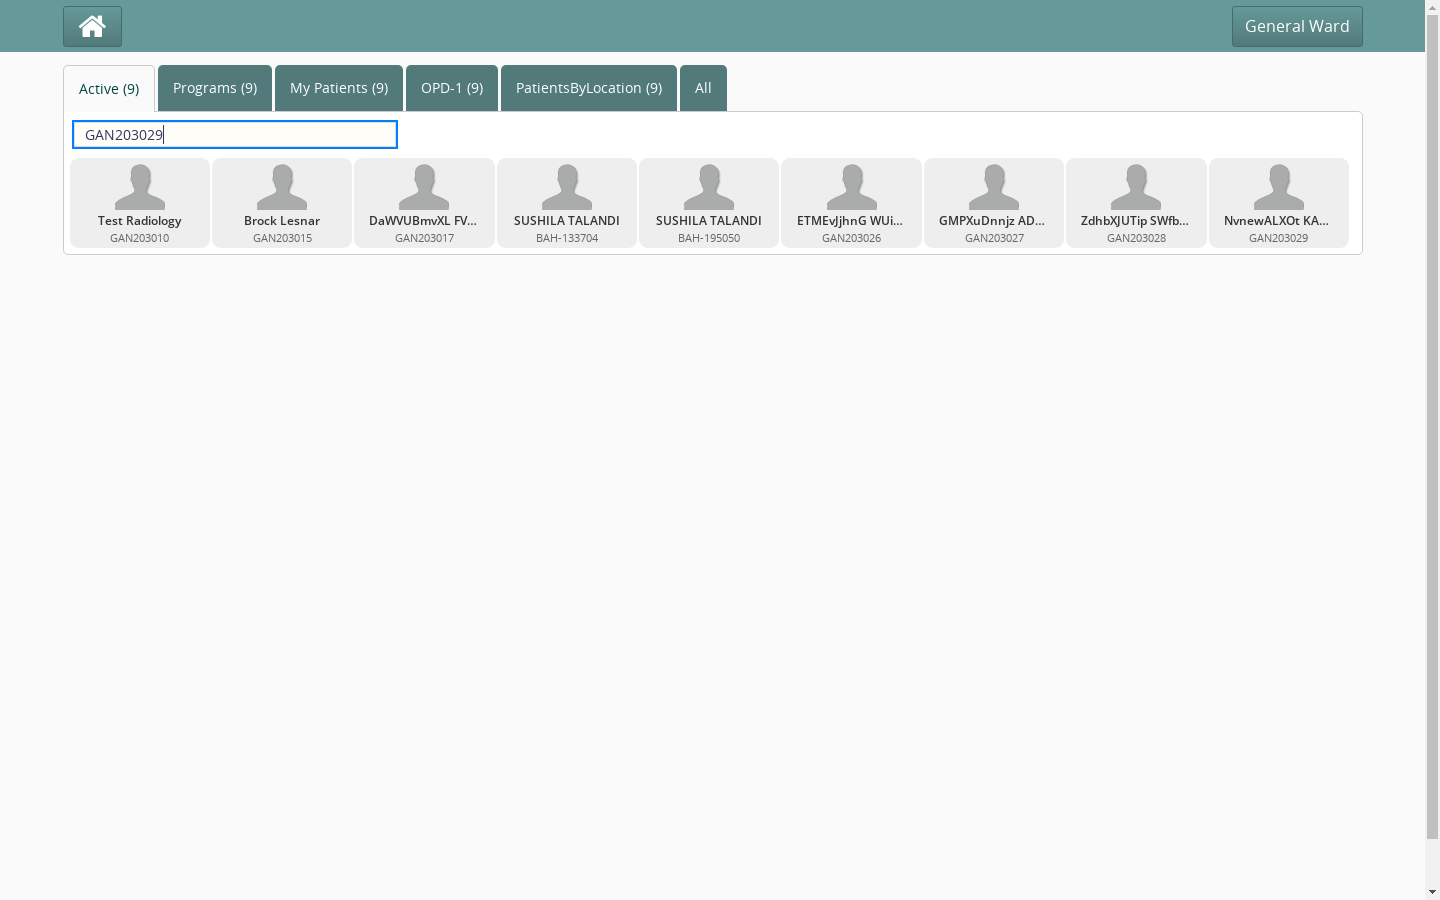 General Ward
Active (9) Programs (9) My Patients (9) OPD-1 (9) PatientsByLocation (9) All
GAN203029
Test Radiology Brock Lesnar DaWVUBmvXL FV... SUSHILA TALANDI SUSHILA TALANDI ETMEvJjhnG WUi... GMPXuDnnjz AD... ZdhbXJUTip SWfb... NvnewALXOt KA...
GAN203010 GAN203015 GAN203017 BAH-133704 BAH-195050 GAN203026 GAN203027 GAN203028 GAN203029